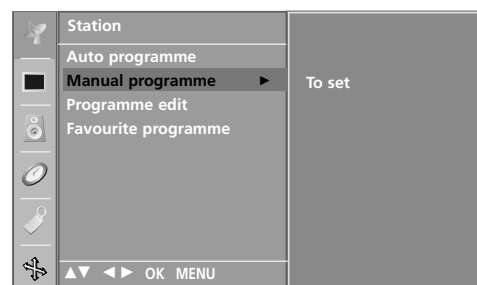 Station
Auto programme
Manual programme ►
To set
Programme edit
Favourite programme
▲▼ ◄► OK MENU